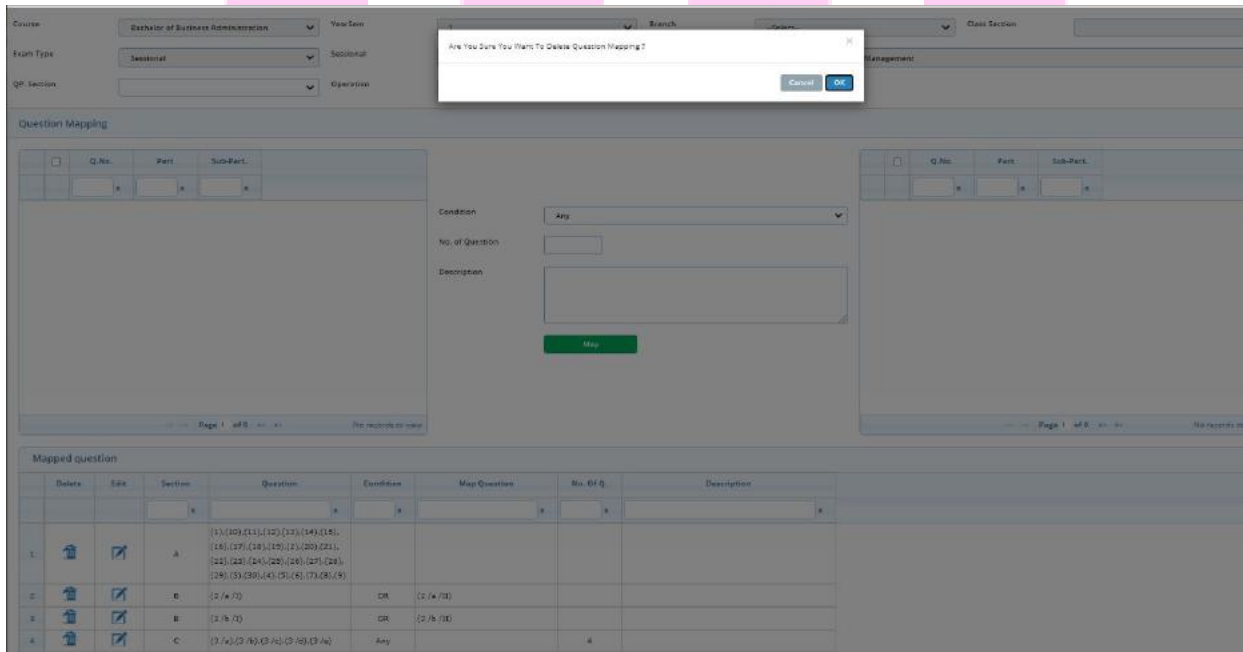 Course
Bachelor of Business Administration
Year/Sem
Branch
--Select--
Class Section
Are You Sure You Want To Delete Question Mapping ?
×
Cancel
OK
Exam Type
Sessional
Sessional
Management
QP. Section
Operation
Question Mapping
Q.No. Part Sub-Part.
x x x
Condition
Any
No. of Question
Description
Map
Page 1 of 0
No records to view
Q.No. Part. Sub-Part.
x x x
Page 1 of 0
No records
Mapped question
Delete Edit Section Question Condition Map Question No. Of Q. Description
x x x x x x
1 A (1),(10),(11),(12),(13),(14),(15),
(16),(17),(18),(19),(2),(20),(21),
(22),(23),(24),(25),(26),(27),(28),
(29),(3),(30),(4),(5),(6),(7),(8),(9)
2 B (2 /a /I) OR (2 /a /II)
3 B (2 /b /I) OR (2 /b /II)
4 C (3 /a),(3 /b),(3 /c),(3 /d),(3 /e) Any 4